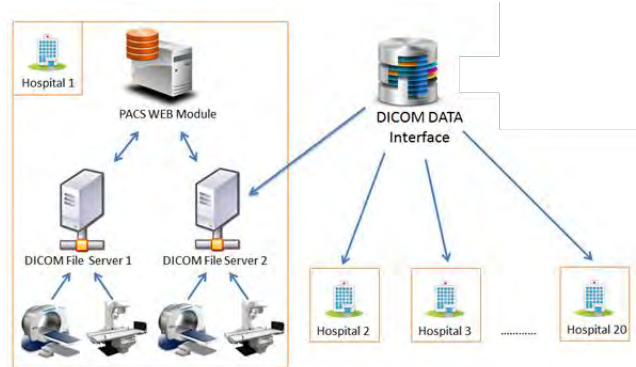 Hospital 1
PACS WEB Module
DICOM DATA
Interface
DICOM File Server 1
DICOM File Server 2
Hospital 2
Hospital 3
............
Hospital 20